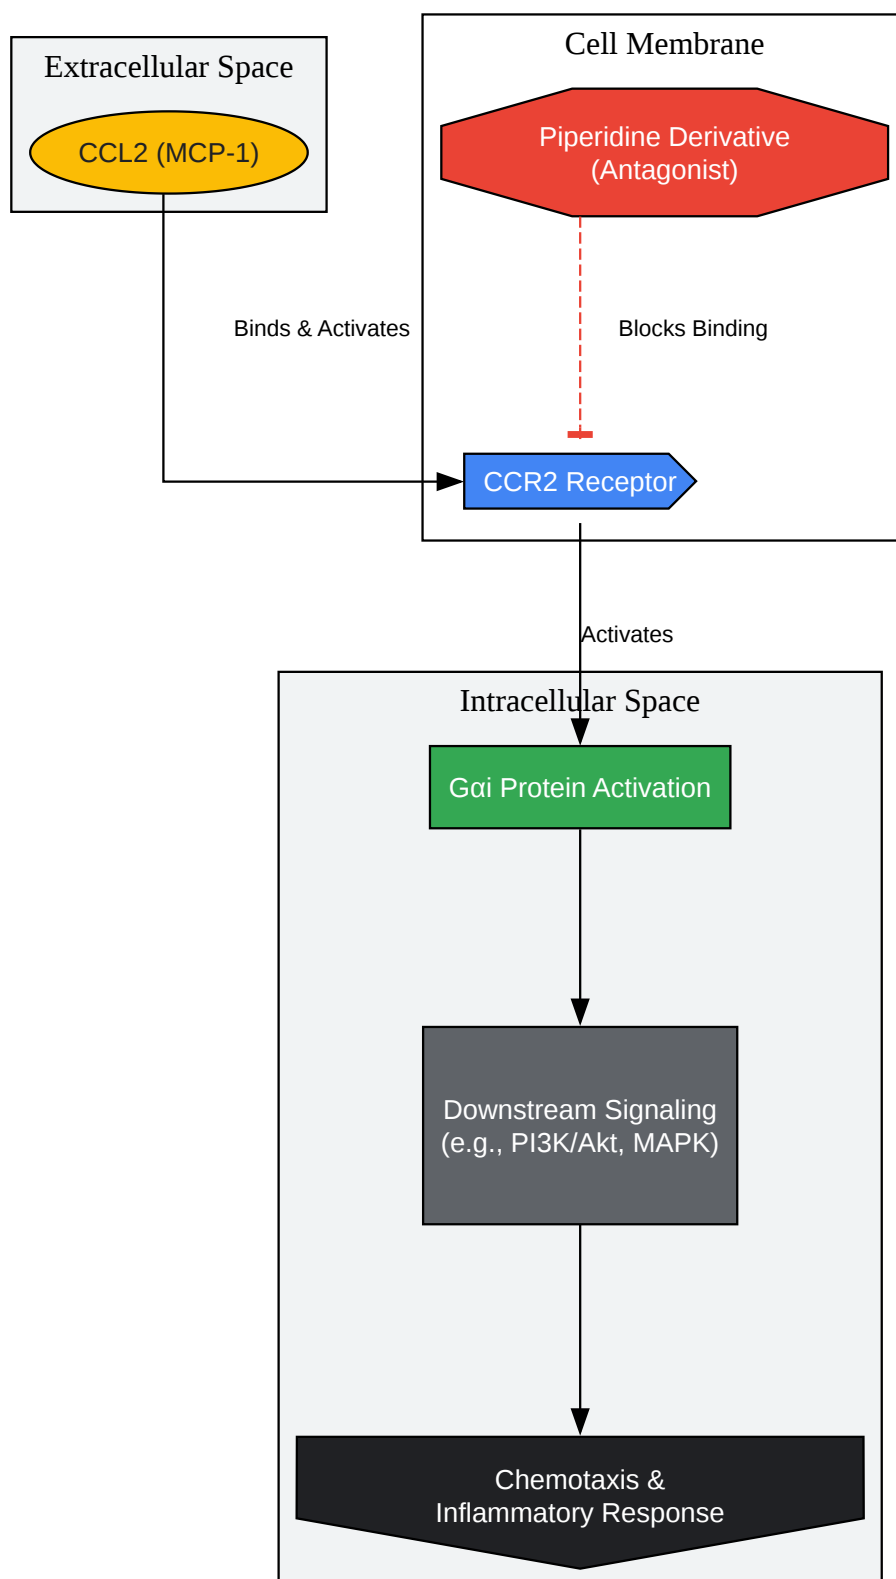 Extracellular Space
CCL2 (MCP-1)
Cell Membrane
Piperidine Derivative
(Antagonist)
Binds & Activates
Blocks Binding
CCR2 Receptor
Activates
Intracellular Space
Gαi Protein Activation
Downstream Signaling
(e.g., PI3K/Akt, MAPK)
Chemotaxis &
Inflammatory Response